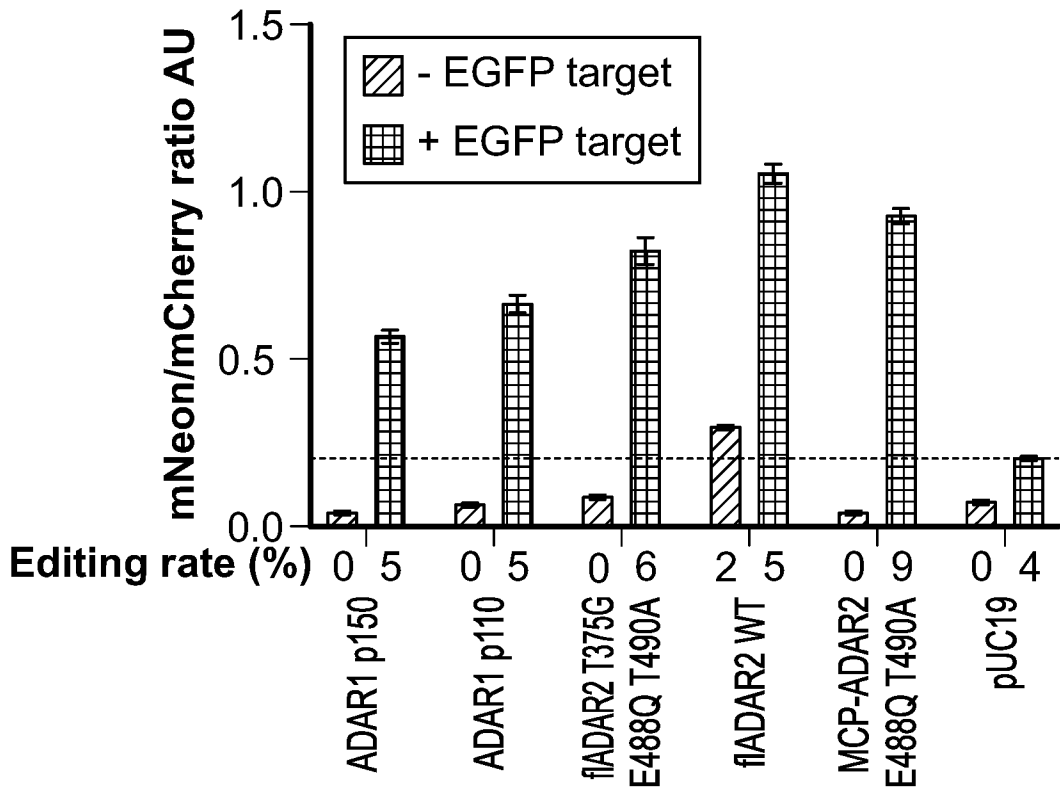 mNeon/mCherry ratio AU
1.5
1.0
0.5
0.0
- EGFP target
+ EGFP target
Editing rate (%) 0 5 0 5 0 6 2 5 0 9 0 4
ADAR1 p150
ADAR1 p110
flADAR2 T375G
E488Q T490A
flADAR2 WT
MCP-ADAR2
E488Q T490A
pUC19